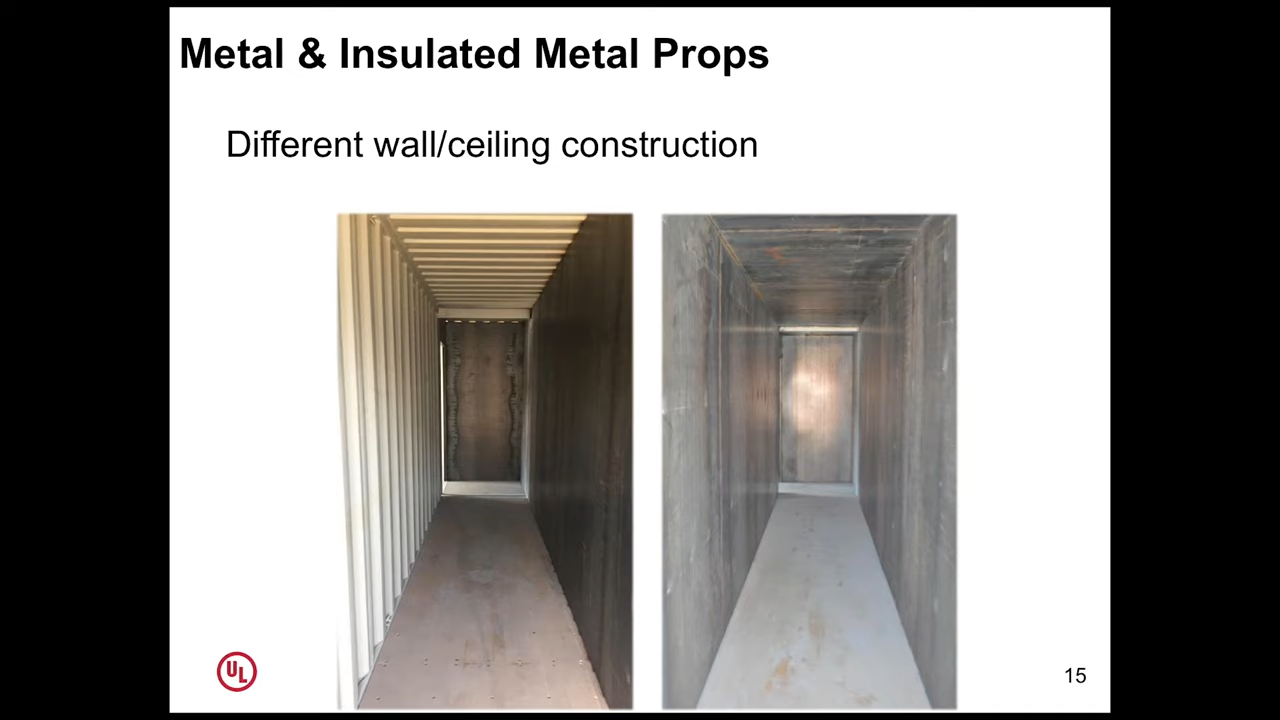 Metal & Insulated Metal Props
Different wall/ceiling construction
UL
15